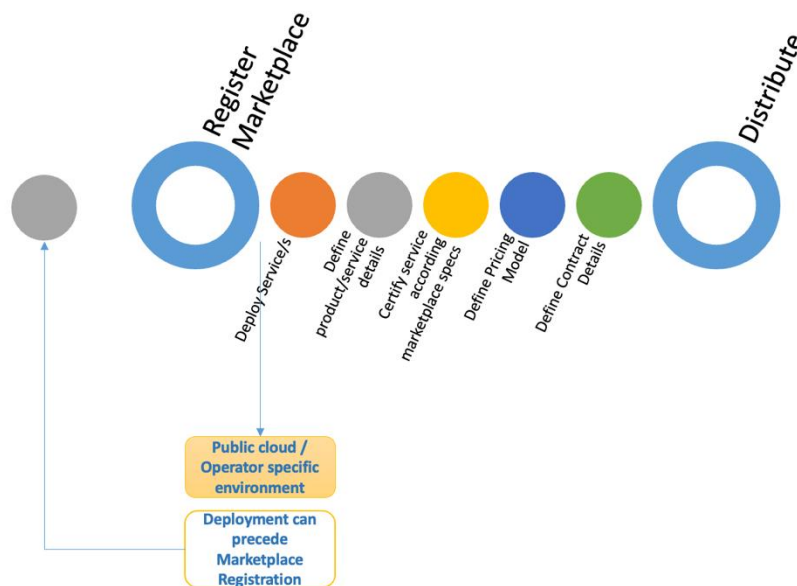 Register
Marketplace
Distribute
Deploy Service/s
Define
product/service
details
Certify service
according
marketplace specs
Define Pricing
Model
Define Contract
Details
Public cloud /
Operator specific
environment
Deployment can
precede
Marketplace
Registration